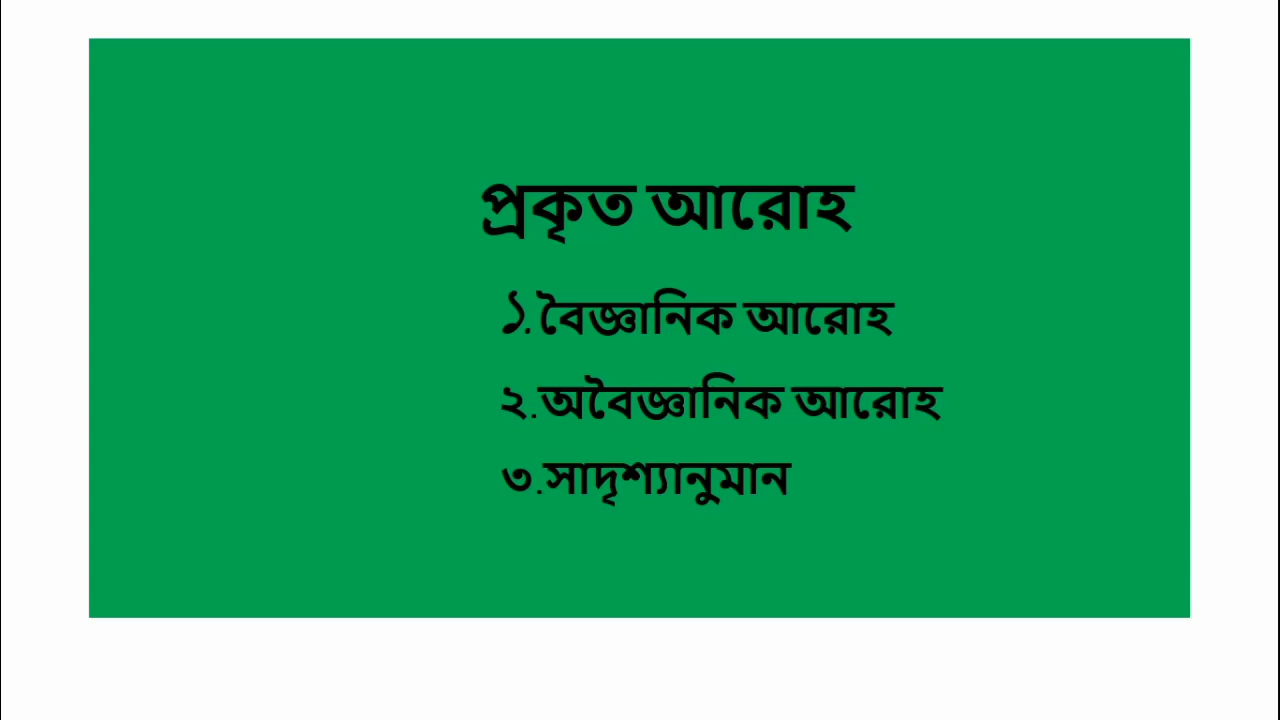 প্রকৃত আরোহ
১. বৈজ্ঞানিক আরোহ
২.অবৈজ্ঞানিক আরোহ
৩.সাদৃশ্যানুমান